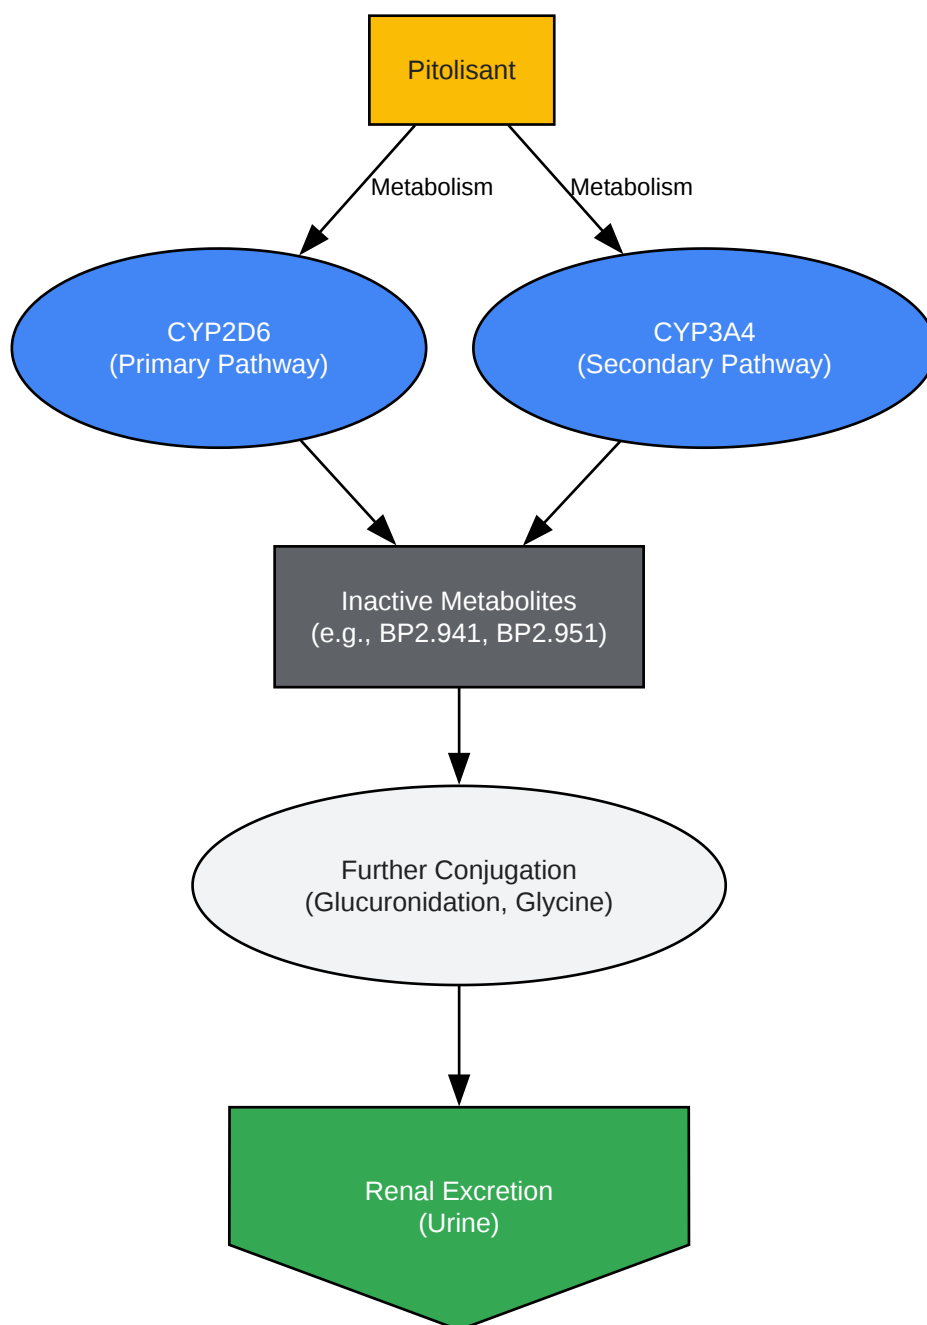 Pitolisant
Metabolism
Metabolism
CYP2D6
(Primary Pathway)
CYP3A4
(Secondary Pathway)
Inactive Metabolites
(e.g., BP2.941, BP2.951)
Further Conjugation
(Glucuronidation, Glycine)
Renal Excretion
(Urine)